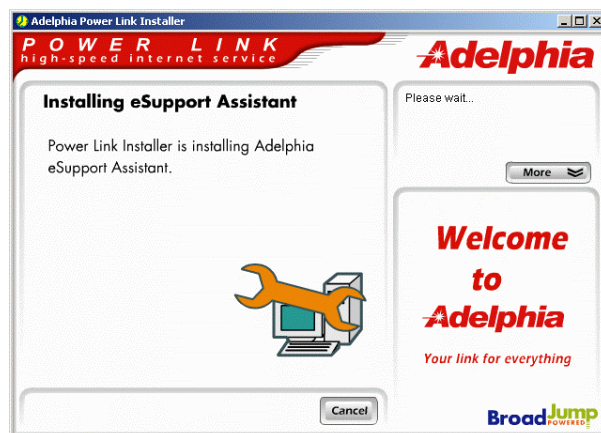 Adelphia Power Link Installer
POWER LINK
high-speed internet service
Adelphia
Installing eSupport Assistant
Power Link Installer is installing Adelphia
eSupport Assistant.
Please wait...
More
Welcome
to
Adelphia
Your link for everything
Cancel
BroadJump
POWERED